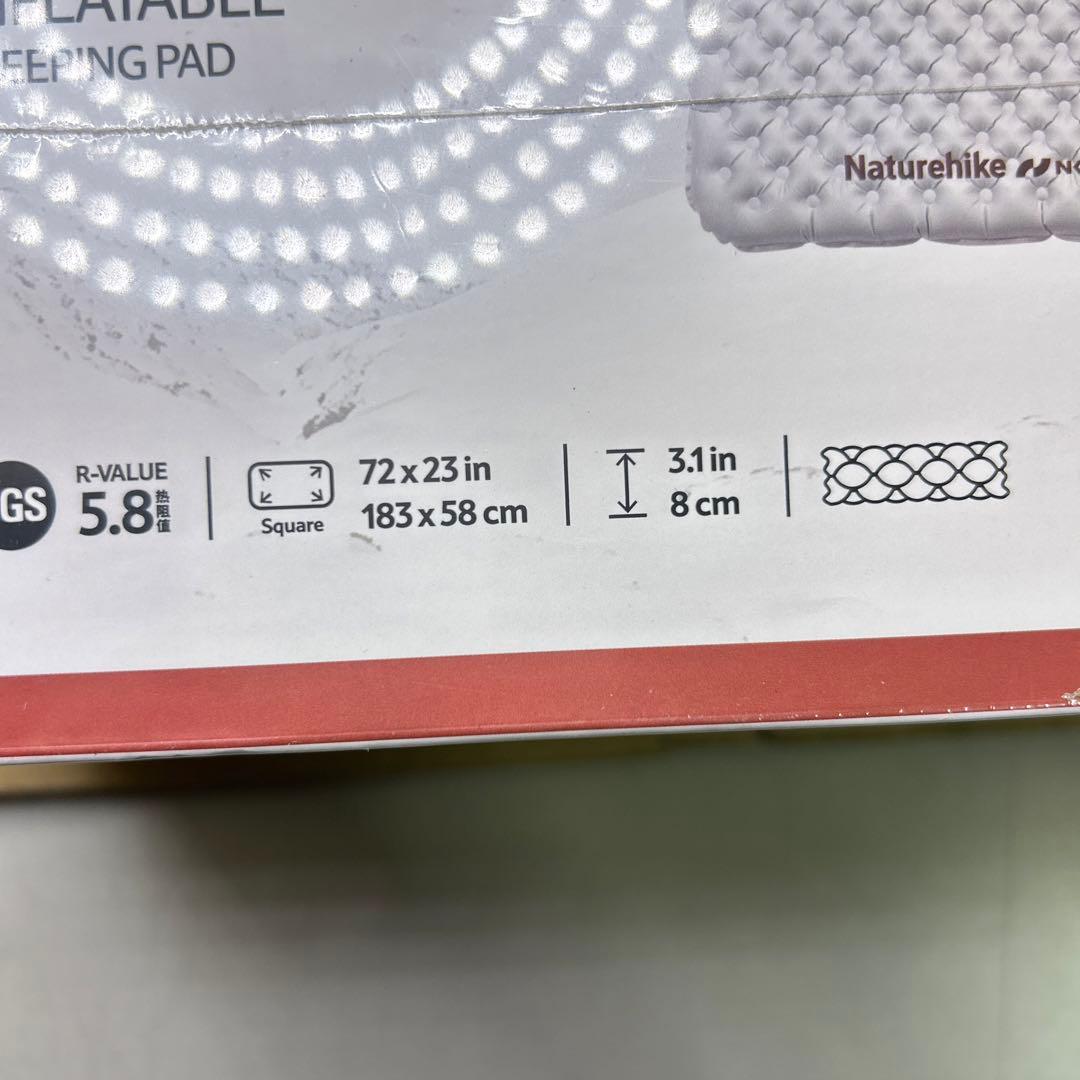 FLATABLE
EEPING PAD
Naturehike N
GS
R-VALUE
5.8 热阻值
Square
72 x 23 in
183 x 58 cm
3.1 in
8 cm